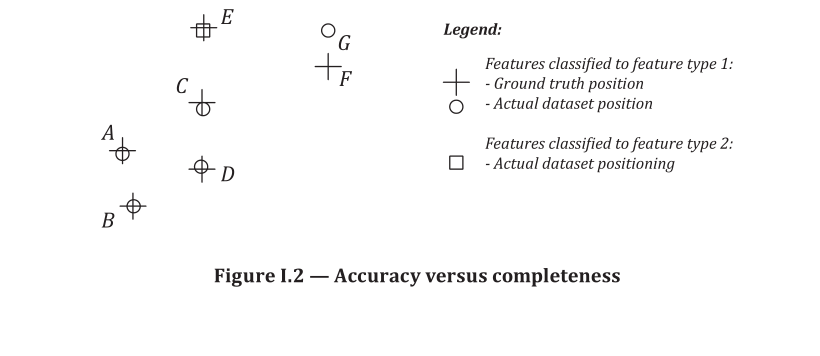 E
G
F
C
A
D
B
Legend:
Features classified to feature type 1:
- Ground truth position
- Actual dataset position
Features classified to feature type 2:
- Actual dataset positioning
Figure I.2 — Accuracy versus completeness